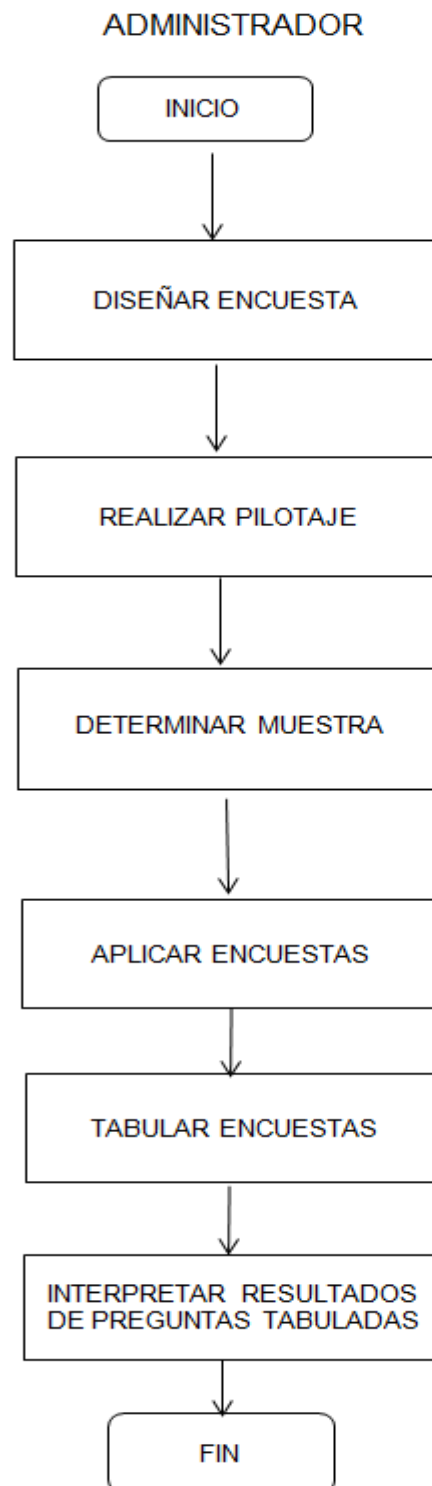 ADMINISTRADOR
INICIO
DISEÑAR ENCUESTA
REALIZAR PILOTAJE
DETERMINAR MUESTRA
APLICAR ENCUESTAS
TABULAR ENCUESTAS
INTERPRETAR RESULTADOS
DE PREGUNTAS TABULADAS
FIN